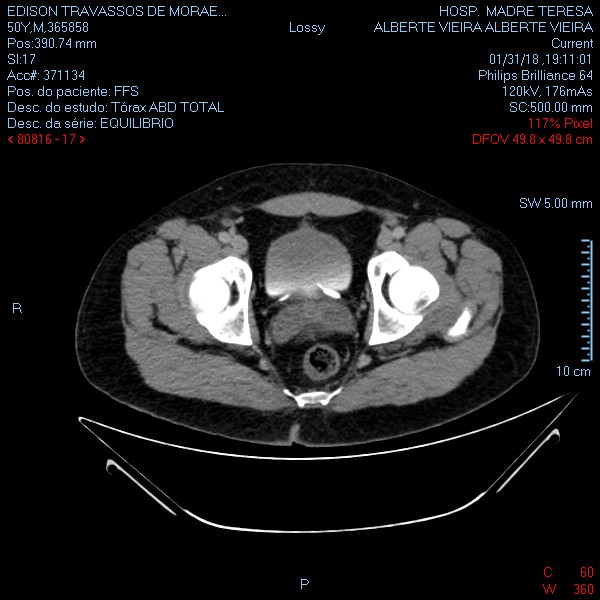 EDISON TRAVASSOS DE MORAE...
50Y,M,365858
Pos:390.74 mm
SI:17
Acc#: 371134
Pos. do paciente: FFS
Desc. do estudo: Tórax ABD TOTAL
Desc. da série: EQUILIBRIO
< 80816 - 17 >
Lossy
HOSP. MADRE TERESA
ALBERTE VIEIRA ALBERTE VIEIRA
Current
01/31/18 ,19:11:01
Philips Brilliance 64
120kV, 176mAs
SC:500.00 mm
117% Pixel
DFOV 49.8 x 49.8 cm
SW 5.00 mm
R
10 cm
P
C 60
W 360